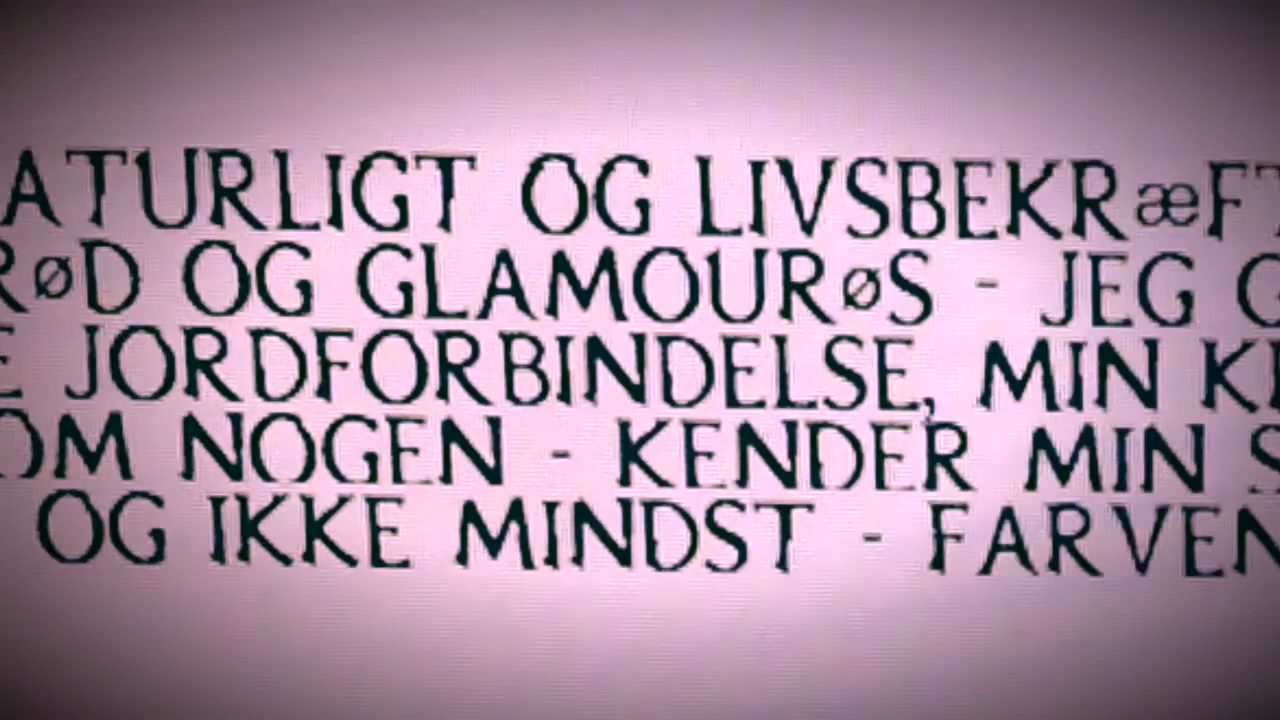 ATURLIGT OG LIVSBEKRæFT
RøD OG GLAMOURøS - JEG
E JORDFORBINDELSE, MIN
OM NOGEN - KENDER MIN
OG IKKE MINDST - FARVEN